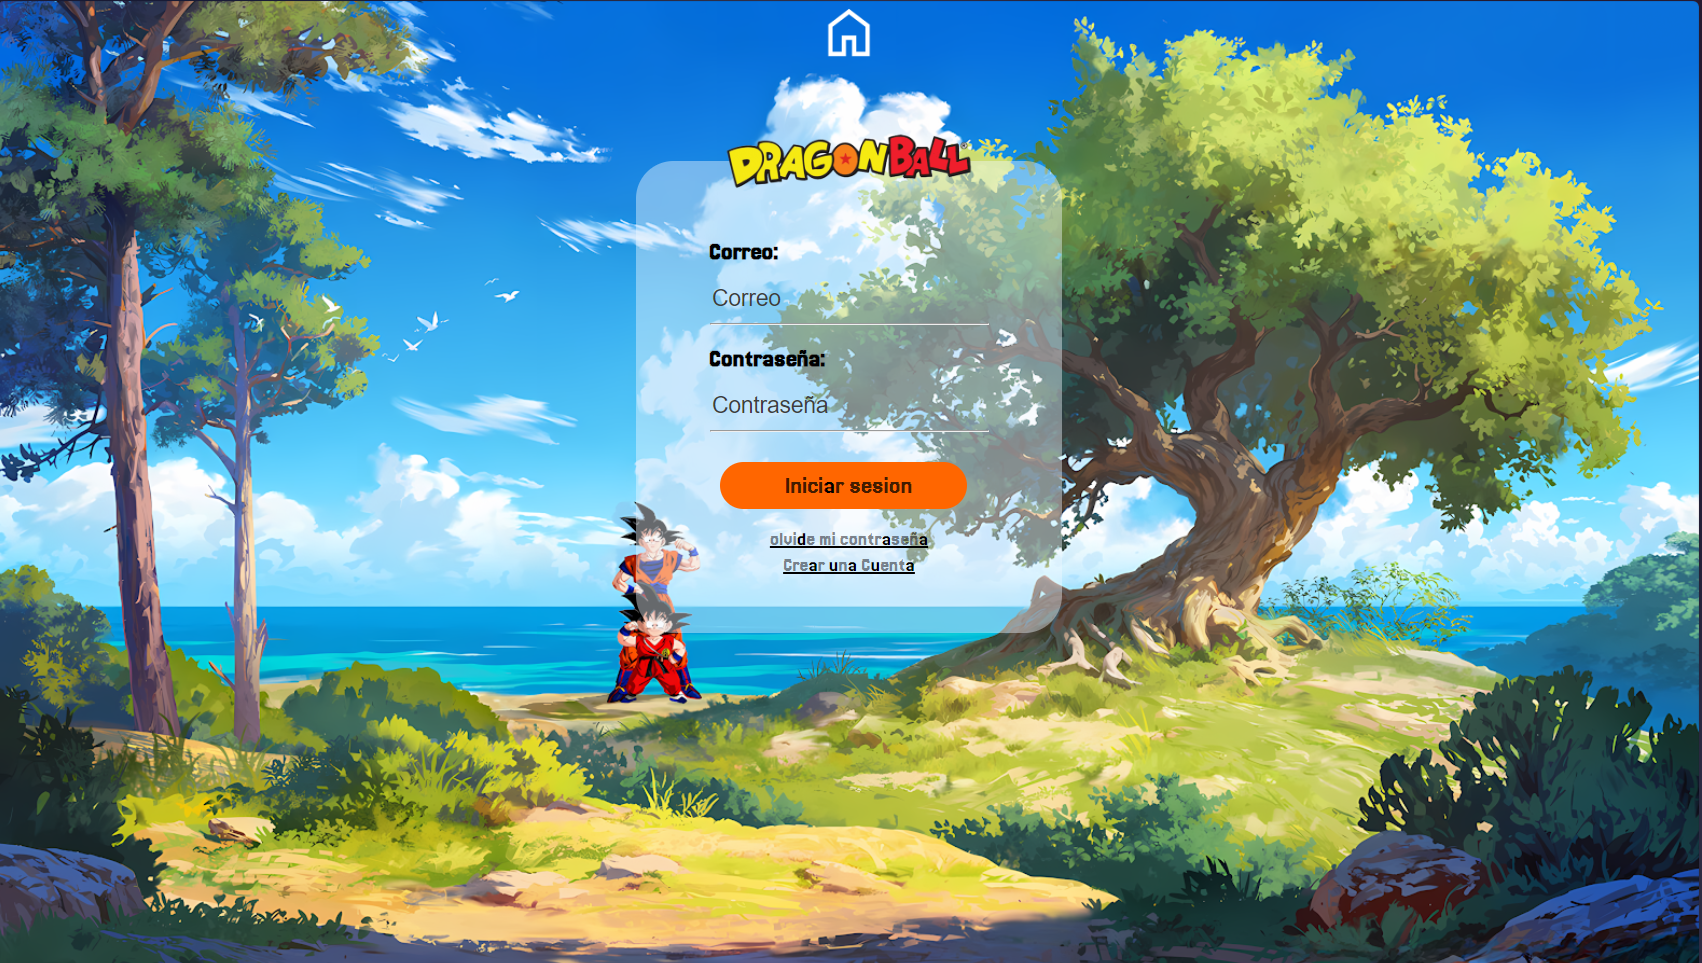 DRAGON BALL
Correo:
Correo
Contraseña:
Contraseña
Iniciar sesion
olvide mi contraseña
Crear una Cuenta